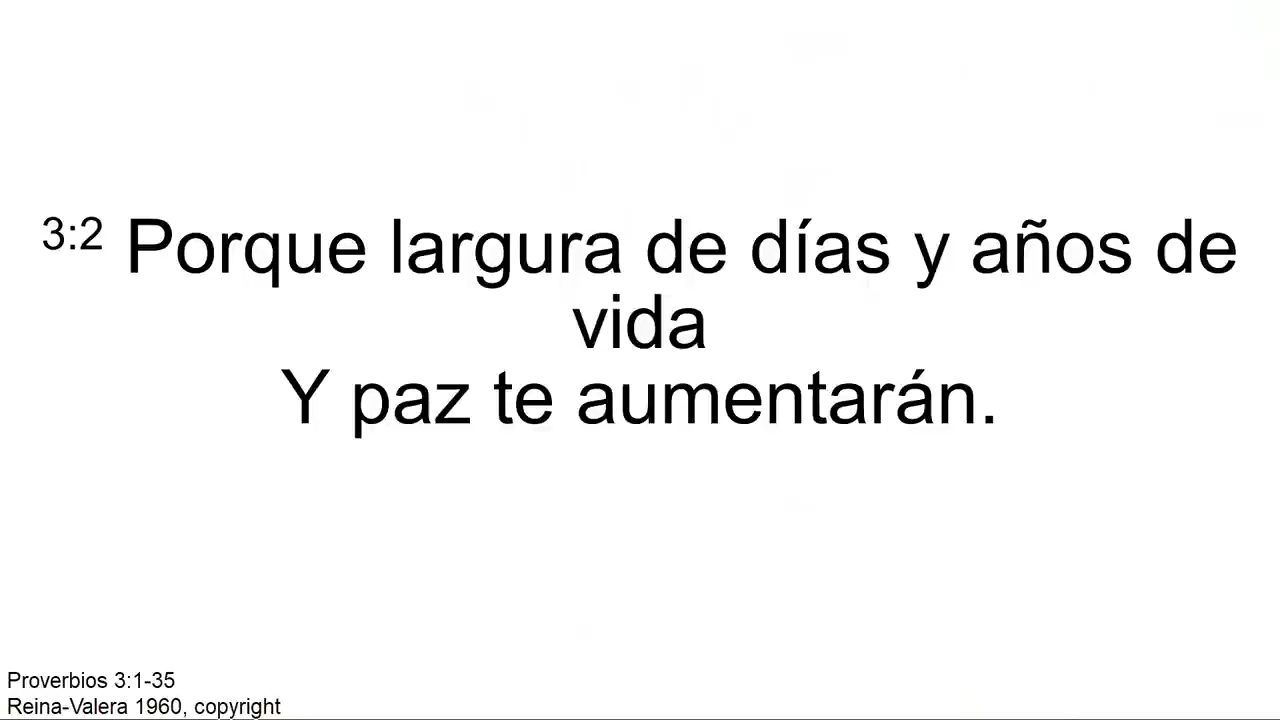 3:2 Porque largura de días y años de
vida
Y paz te aumentarán.
Proverbios 3:1-35
Reina-Valera 1960, copyright